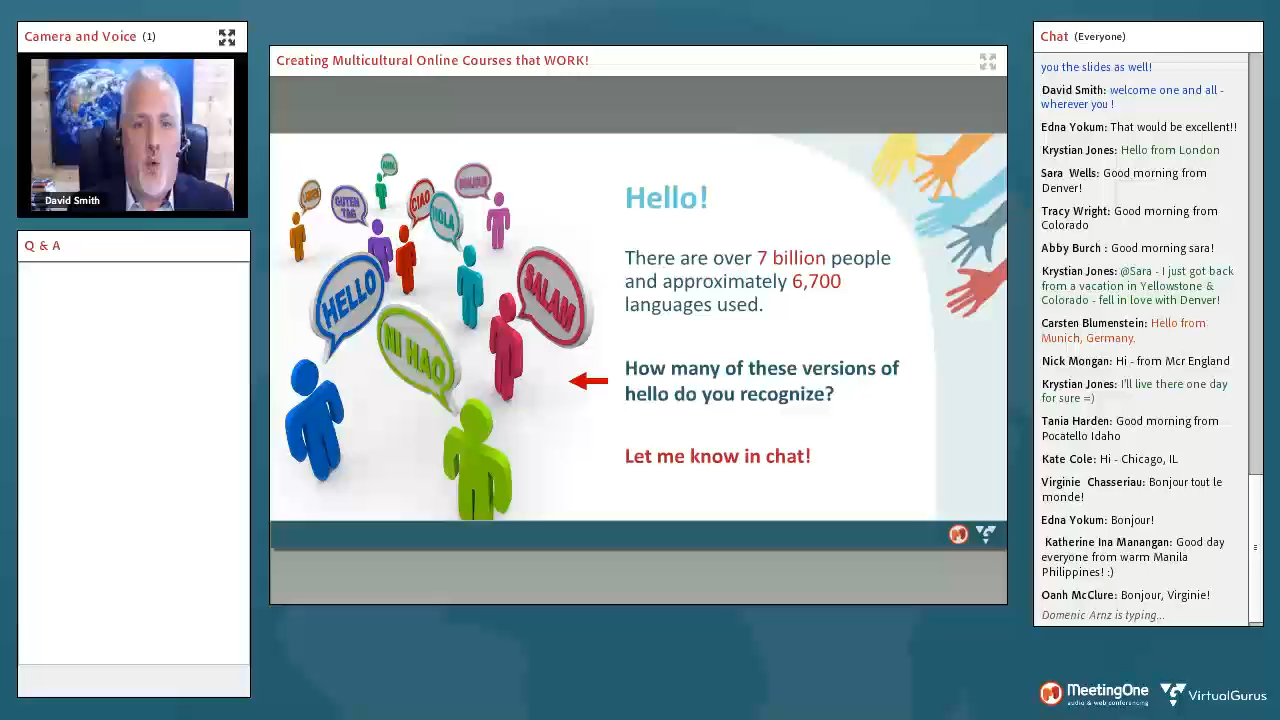 Camera and Voice (1)
David Smith
Q & A
Creating Multicultural Online Courses that WORK!
GUTEN
TAG
CIAO
HOLA
BONJOUR
HELLO
NI HAO
SALAM
Hello!
There are over 7 billion people
and approximately 6,700
languages used.
How many of these versions of
hello do you recognize?
Let me know in chat!
Chat (Everyone)
you the slides as well!
David Smith: welcome one and all -
wherever you !
Edna Yokum: That would be excellent!!
Krystian Jones: Hello from London
Sara Wells: Good morning from
Denver!
Tracy Wright: Good morning from
Colorado
Abby Burch : Good morning sara!
Krystian Jones: @Sara - I just got back
from a vacation in Yellowstone &
Colorado - fell in love with Denver!
Carsten Blumenstein: Hello from
Munich, Germany.
Nick Mongan: Hi - from Mcr England
Krystian Jones: I'll live there one day
for sure =)
Tania Harden: Good morning from
Pocatello Idaho
Kate Cole: Hi - Chicago, IL
Virginie Chasseriau: Bonjour tout le
monde!
Edna Yokum: Bonjour!
Katherine Ina Manangan: Good day
everyone from warm Manila
Philippines! :)
Oanh McClure: Bonjour, Virginie!
Domenic Arnz is typing...
MeetingOne
audio & web conferencing
VirtualGurus